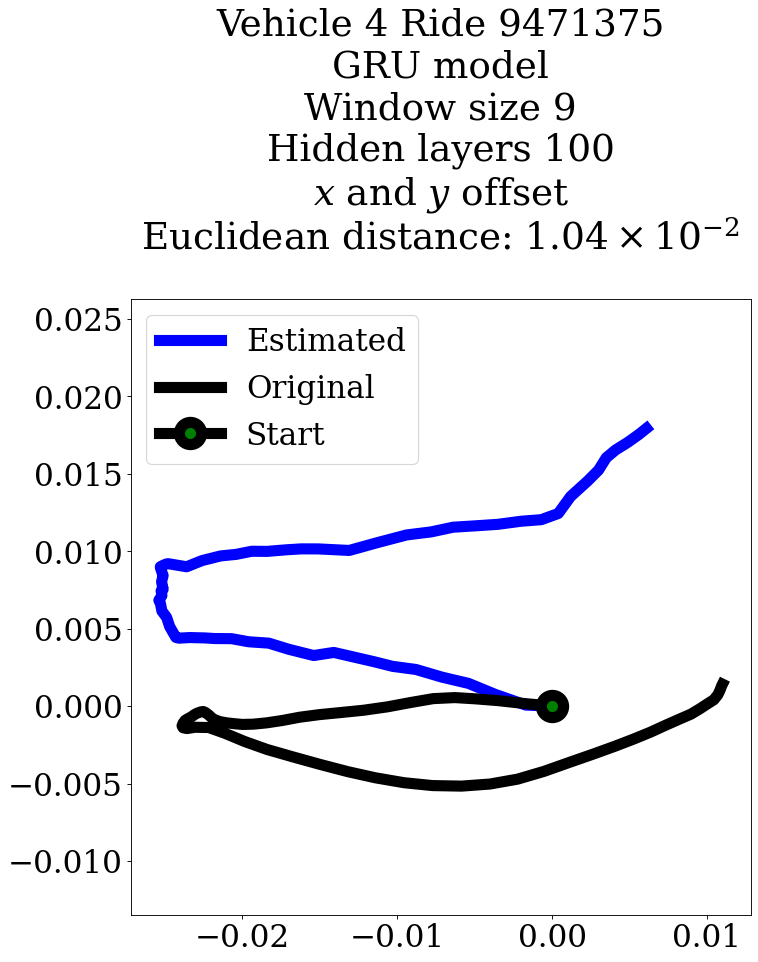 Vehicle 4 Ride 9471375
GRU model
Window size 9
Hidden layers 100
x and y offset
Euclidean distance: 1.04 × 10⁻²
Estimated
Original
Start
0.025
0.020
0.015
0.010
0.005
0.000
−0.005
−0.010
−0.02 −0.01 0.00 0.01